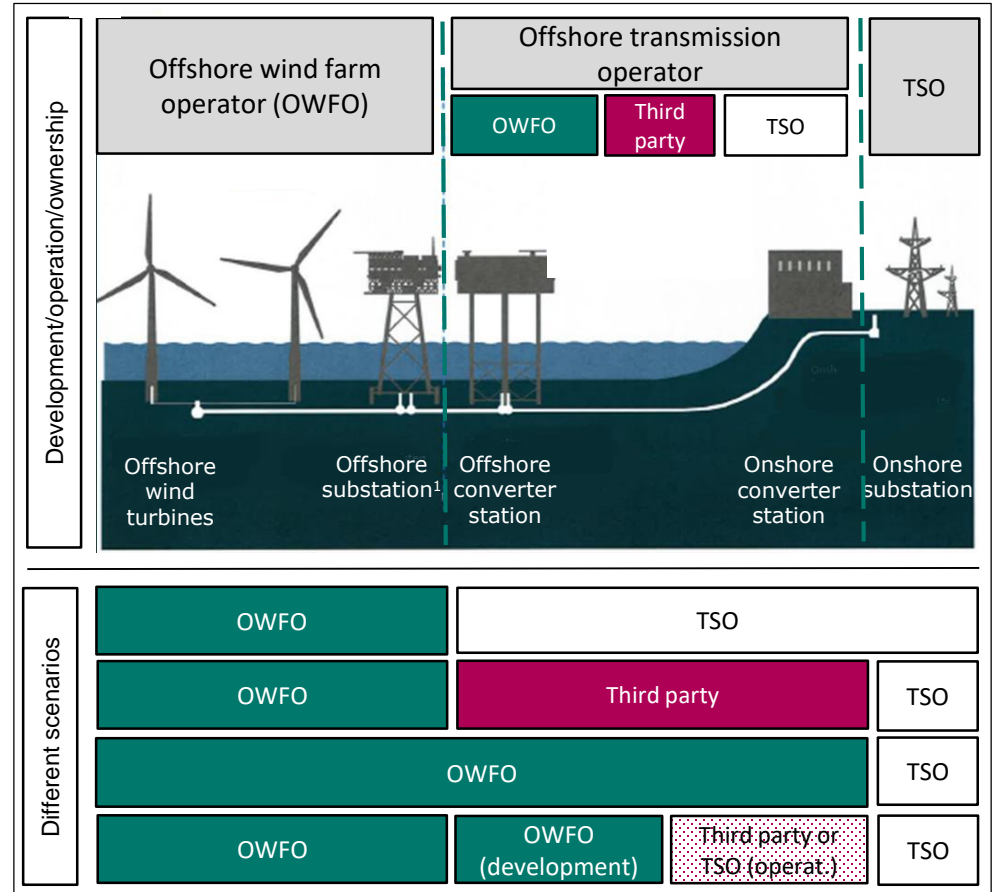 Development/operation/ownership
Offshore wind farm
operator (OWFO)
Offshore transmission
operator
OWFO
Third
party
TSO
TSO
Offshore
wind
turbines
Offshore
substation¹
Offshore
converter
station
Onshore
converter
station
Onshore
substation
Different scenarios
OWFO
TSO
OWFO
Third party
TSO
OWFO
TSO
OWFO
OWFO
(development)
Third party or
TSO (operat.)
TSO